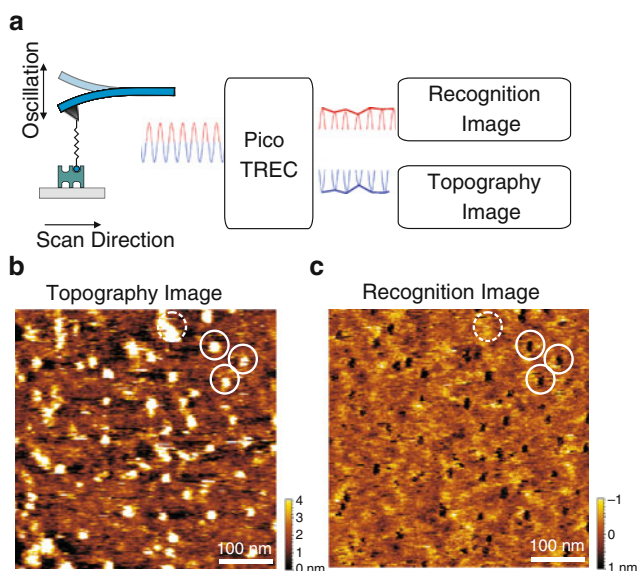 a
Oscillation
Scan Direction
Pico
TREC
Recognition
Image
Topography
Image
b
Topography Image
4
3
2
1
0 nm
100 nm
c
Recognition Image
−1
0
1 nm
100 nm